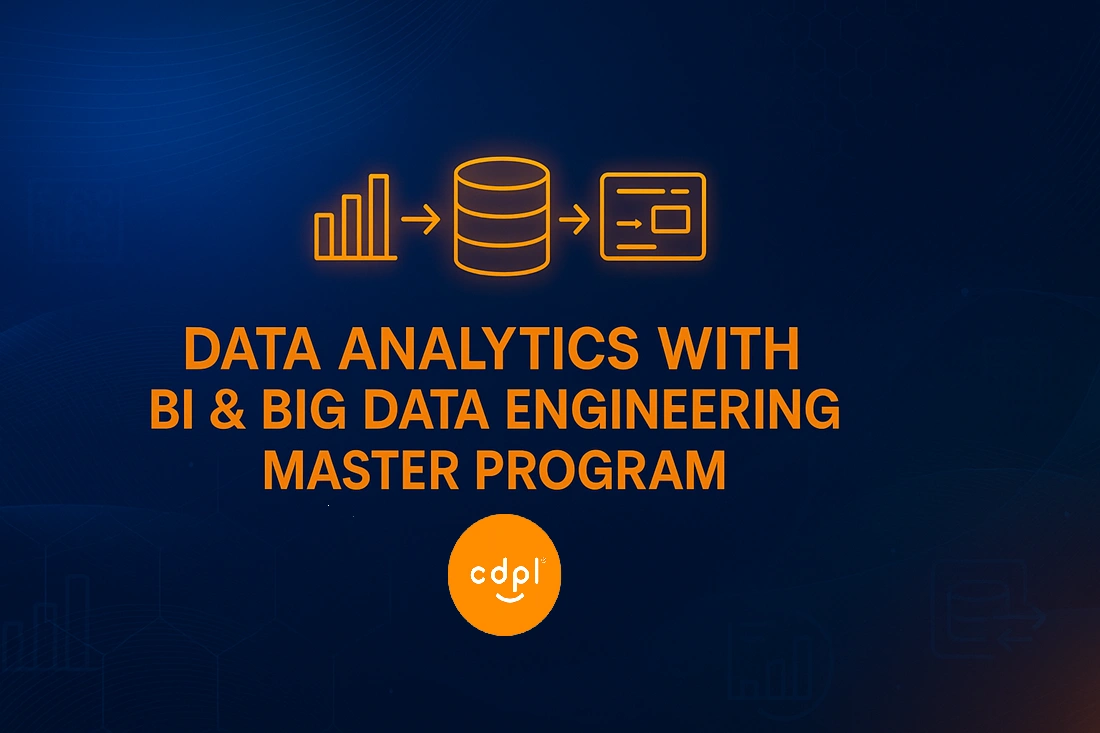 DATA ANALYTICS WITH
BI & BIG DATA ENGINEERING
MASTER PROGRAM
cdpl